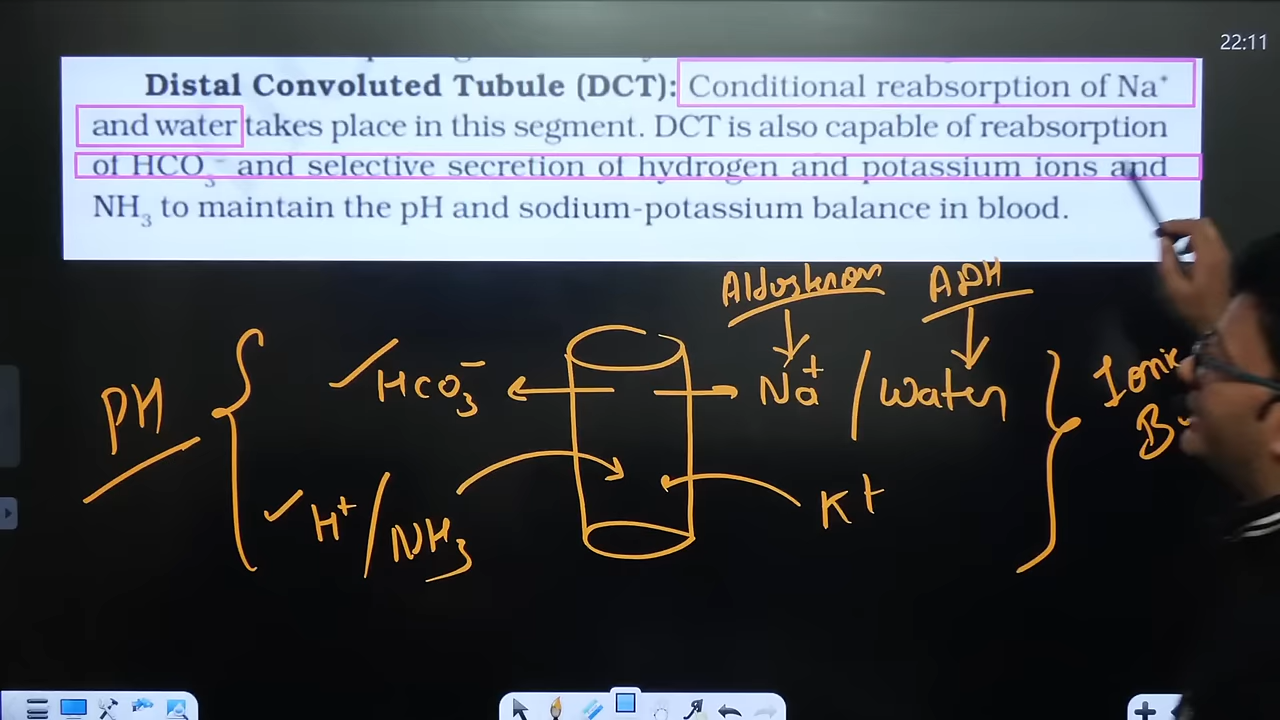 22:11
Distal Convoluted Tubule (DCT): Conditional reabsorption of Na⁺
and water takes place in this segment. DCT is also capable of reabsorption
of HCO₃⁻ and selective secretion of hydrogen and potassium ions and
NH₃ to maintain the pH and sodium-potassium balance in blood.
Aldosteron ADH
PH HCO₃⁻ Na⁺ / Water Ionic
H⁺ / NH₃ K+